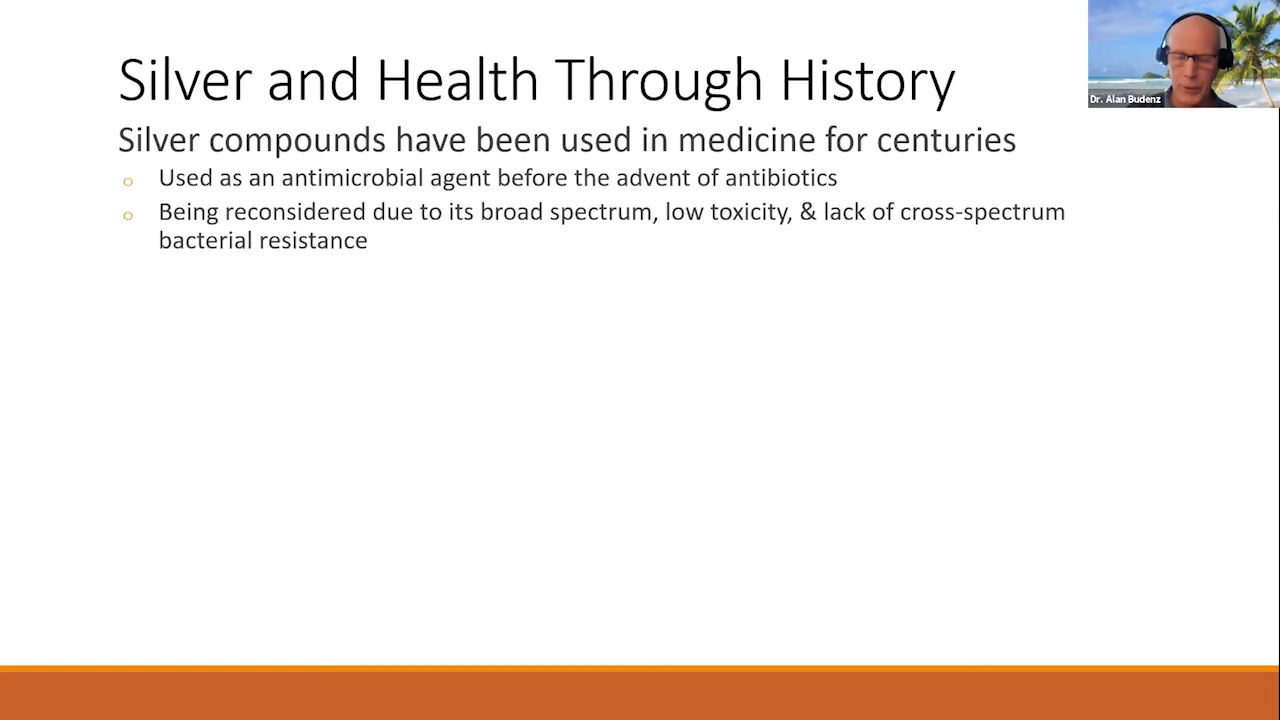 Silver and Health Through History
Dr. Alan Budenz
Silver compounds have been used in medicine for centuries
o Used as an antimicrobial agent before the advent of antibiotics
o Being reconsidered due to its broad spectrum, low toxicity, & lack of cross-spectrum
bacterial resistance